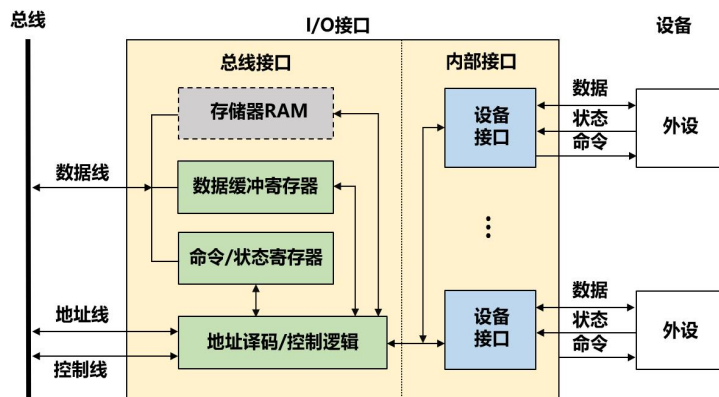 总线
I/O接口
设备
总线接口
内部接口
存储器RAM
设备
接口
数据
状态
命令
外设
数据线
数据缓冲寄存器
命令/状态寄存器
地址线
控制线
地址译码/控制逻辑
设备
接口
数据
状态
命令
外设